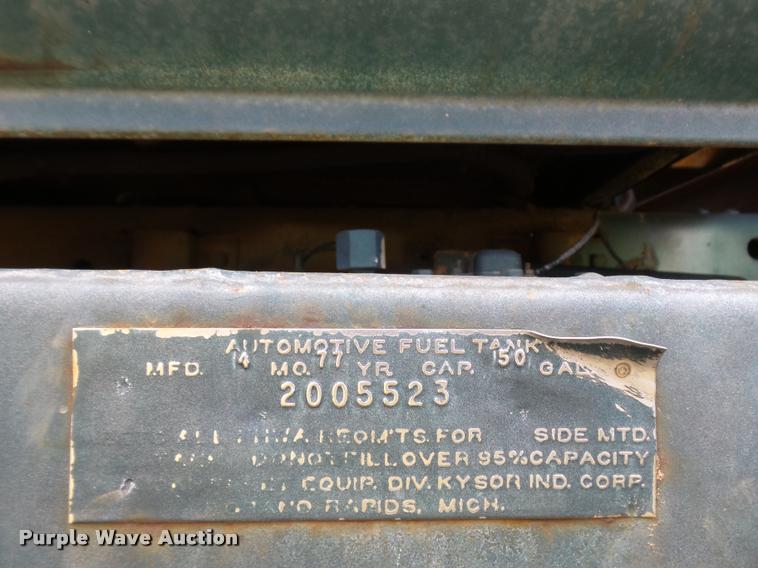 AUTOMOTIVE FUEL TANK
MFD. 4 MO. 77 YR. CAP. 50 GAL.
2005523
REQM'TS. FOR SIDE MTD.
DO NOT FILL OVER 95% CAPACITY
EQUIP. DIV. KYSOR IND. CORP.
RAPIDS, MICH.
Purple Wave Auction